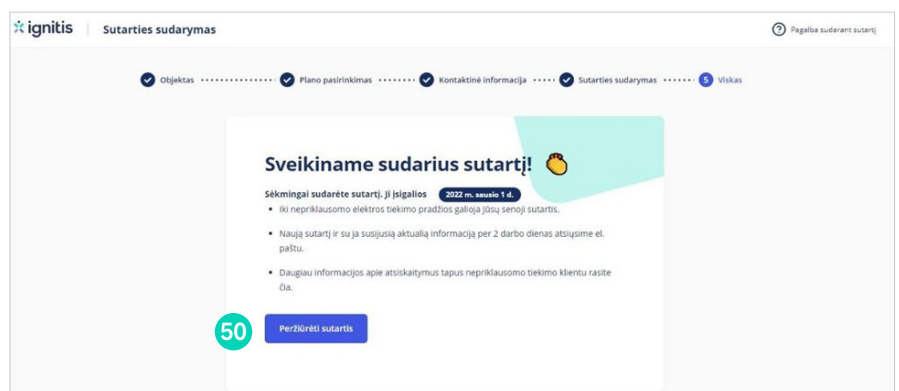 ignitis Sutarties sudarymas
? Pagalba sudarant sutartį
Objektas Plano pasirinkimas Kontaktinė informacija Sutarties sudarymas 5 Viskas
Sveikiname sudarius sutartį!
Sėkmingai sudarėte sutartį. Ji įsigalios 2022 m. sausio 1 d.
• Iki nepriklausomo elektros tiekimo pradžios galioja Jūsų senoji sutartis.
• Naują sutartį ir su ja susijusią aktualią informaciją per 2 darbo dienas atsiųsime el.
paštu.
• Daugiau informacijos apie atsiskaitymus tapus nepriklausomo tiekimo klientu rasite
čia.
50 Peržiūrėti sutartis